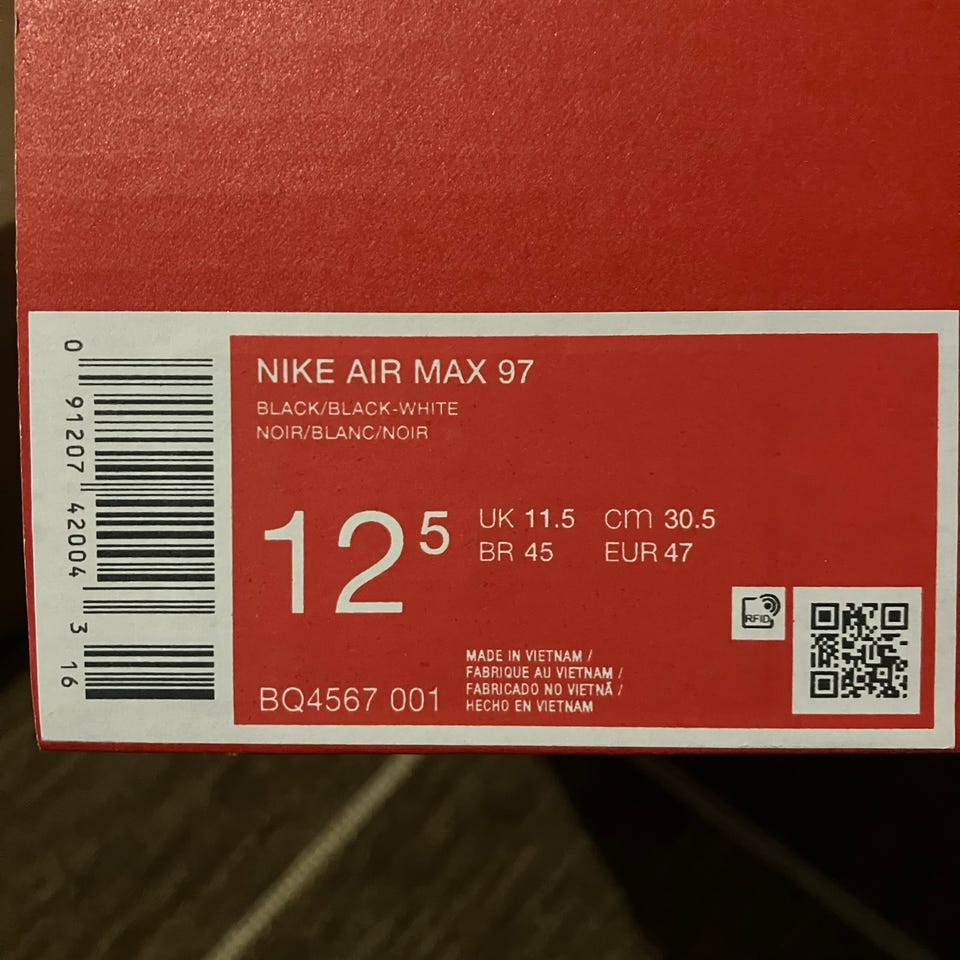 0 91207 42004 3 16
NIKE AIR MAX 97
BLACK/BLACK-WHITE
NOIR/BLANC/NOIR
12 5
UK 11.5 cm 30.5
BR 45 EUR 47
RFID
MADE IN VIETNAM /
FABRIQUE AU VIETNAM /
FABRICADO NO VIETNÃ /
HECHO EN VIETNAM
BQ4567 001